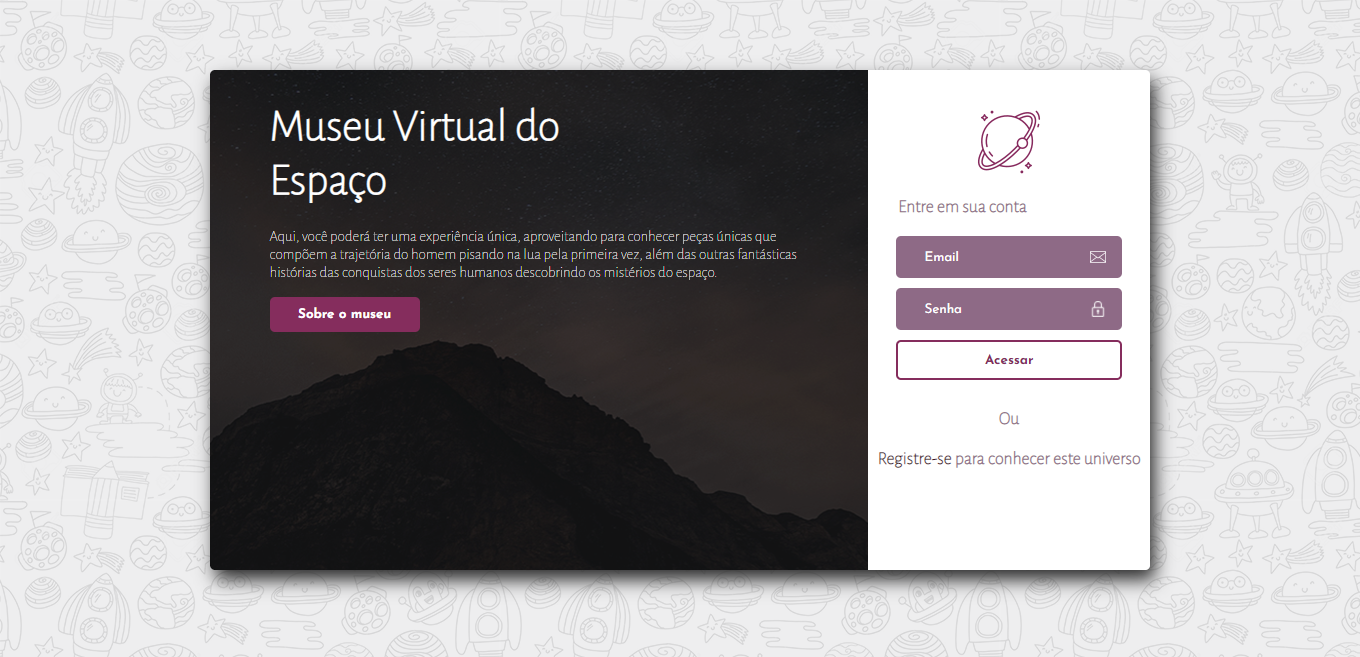 Museu Virtual do
Espaço
Aqui, você poderá ter uma experiência única, aproveitando para conhecer peças únicas que
compõem a trajetória do homem pisando na lua pela primeira vez, além das outras fantásticas
histórias das conquistas dos seres humanos descobrindo os mistérios do espaço.
Sobre o museu
Entre em sua conta
Email
Senha
Acessar
Ou
Registre-se para conhecer este universo